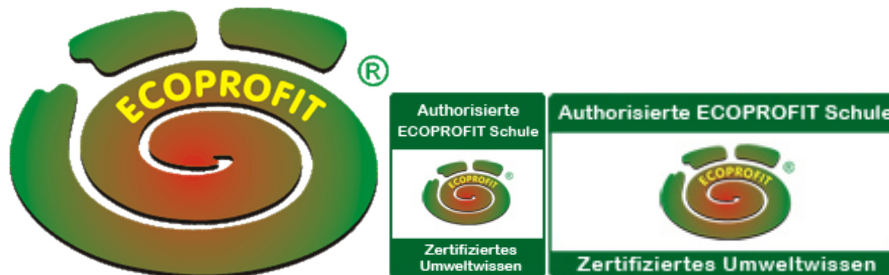 ECOPROFIT
®
Authorisierte
ECOPROFIT Schule
ECOPROFIT
®
Zertifiziertes
Umweltwissen
Authorisierte ECOPROFIT Schule
ECOPROFIT
®
Zertifiziertes Umweltwissen